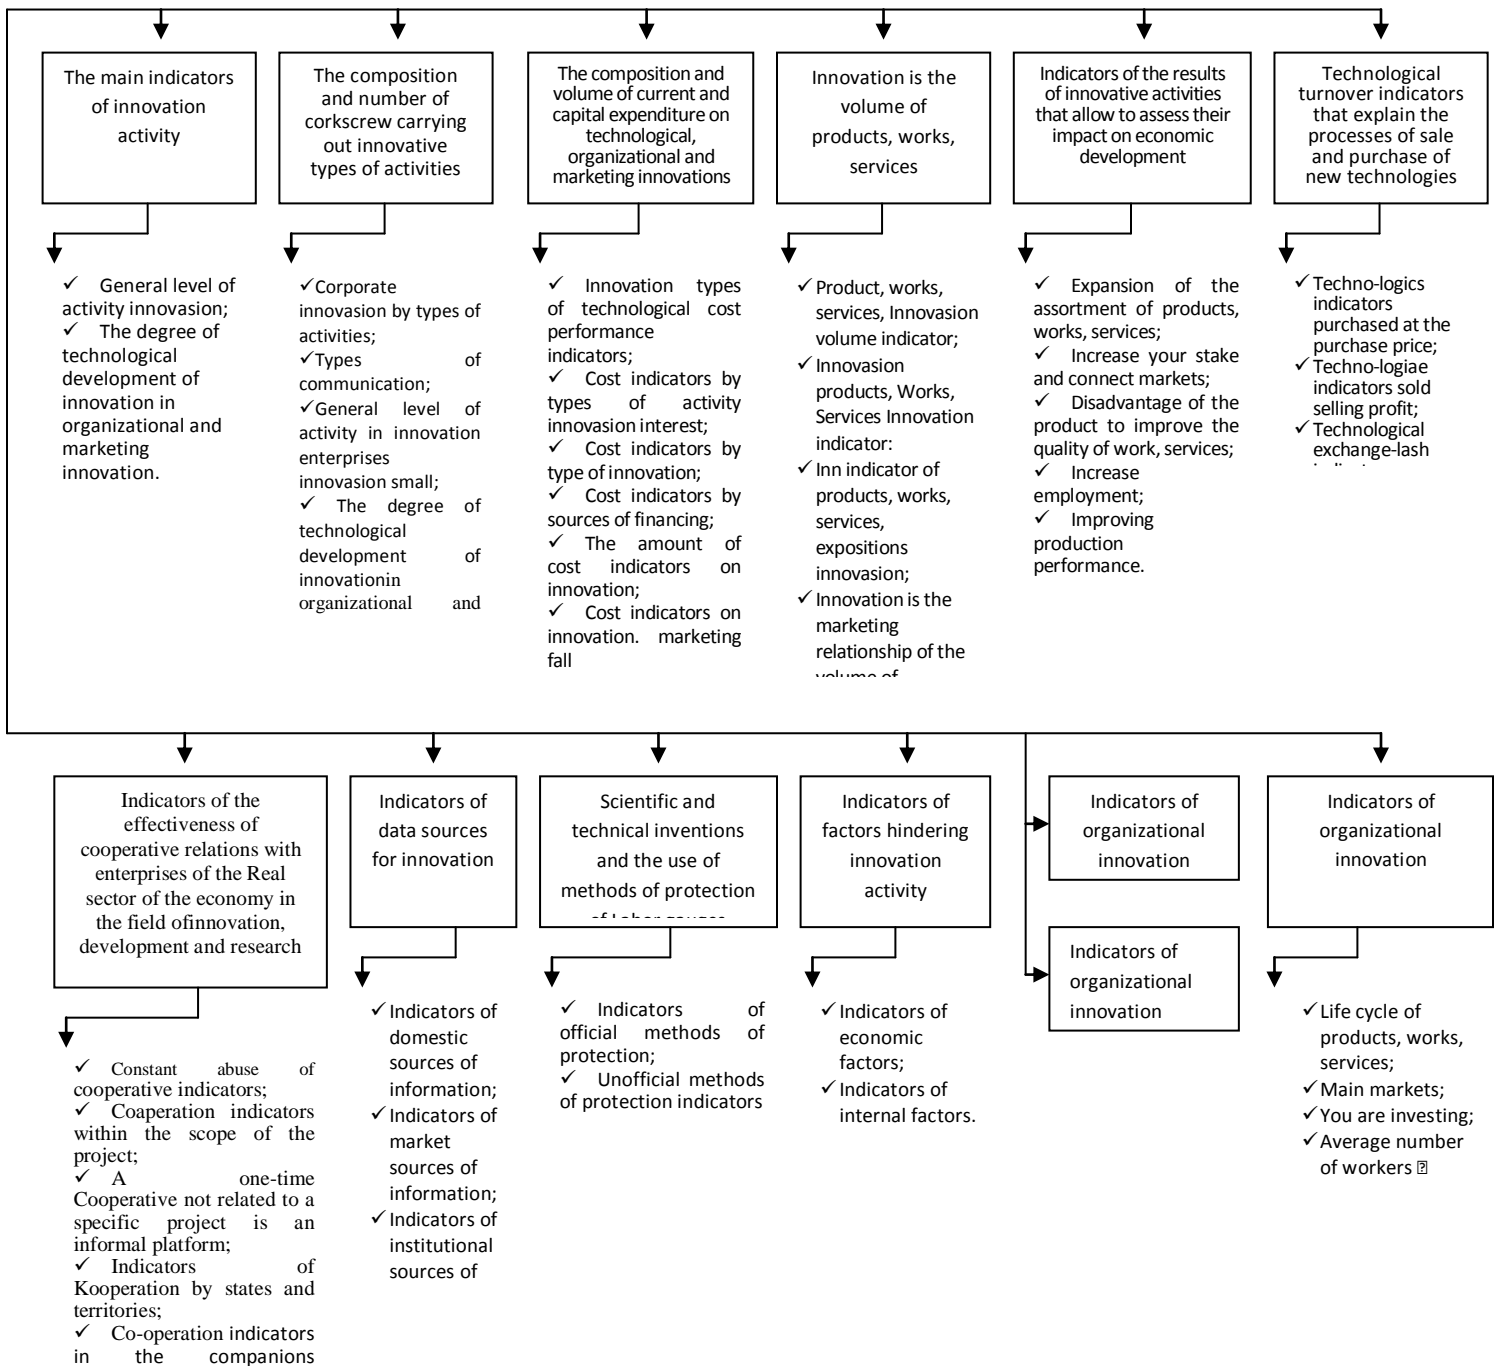 The main indicators
of innovation
activity
The composition
and number of
corkscrew carrying
out innovative
types of activities
The composition and
volume of current and
capital expenditure on
technological,
organizational and
marketing innovations
Innovation is the
volume of
products, works,
services
Indicators of the results
of innovative activities
that allow to assess their
impact on economic
development
Technological
turnover indicators
that explain the
processes of sale
and purchase of
new technologies
✓ General level of
activity innovasion;
✓ The degree of
technological
development of
innovation in
organizational and
marketing
innovation.
✓Corporate
innovasion by types of
activities;
✓Types of
communication;
✓General level of
activity in innovation
enterprises
innovasion small;
✓ The degree of
technological
development of
innovationin
organizational and
✓ Innovation types
of technological cost
performance
indicators;
✓ Cost indicators by
types of activity
innovasion interest;
✓ Cost indicators by
type of innovation;
✓ Cost indicators by
sources of financing;
✓ The amount of
cost indicators on
innovation;
✓ Cost indicators on
innovation. marketing
fall
✓Product, works,
services, Innovasion
volume indicator;
✓Innovasion
products, Works,
Services Innovation
indicator:
✓Inn indicator of
products, works,
services,
expositions
innovasion;
✓Innovation is the
marketing
relationship of the
volume of
✓ Expansion of the
assortment of products,
works, services;
✓ Increase your stake
and connect markets;
✓ Disadvantage of the
product to improve the
quality of work, services;
✓ Increase
employment;
✓ Improving
production
performance.
✓Techno-logics
indicators
purchased at the
purchase price;
✓Techno-logiae
indicators sold
selling profit;
✓Technological
exchange-lash
Indicators of the
effectiveness of
cooperative relations with
enterprises of the Real
sector of the economy in
the field ofinnovation,
development and research
Indicators of
data sources
for innovation
Scientific and
technical inventions
and the use of
methods of protection
of Labor gauges
Indicators of
factors hindering
innovation
activity
Indicators of
organizational
innovation
Indicators of
organizational
innovation
Indicators of
organizational
innovation
✓ Constant abuse of
cooperative indicators;
✓ Coaperation indicators
within the scope of the
project;
✓ A one-time
Cooperative not related to a
specific project is an
informal platform;
✓ Indicators of
Kooperation by states and
territories;
✓ Co-operation indicators
in the companions
✓Indicators of
domestic
sources of
information;
✓Indicators of
market
sources of
information;
✓Indicators of
institutional
sources of
✓ Indicators of
official methods of
protection;
✓ Unofficial methods
of protection indicators
✓Indicators of
economic
factors;
✓Indicators of
internal factors.
✓Life cycle of
products, works,
services;
✓Main markets;
✓You are investing;
✓Average number
of workers